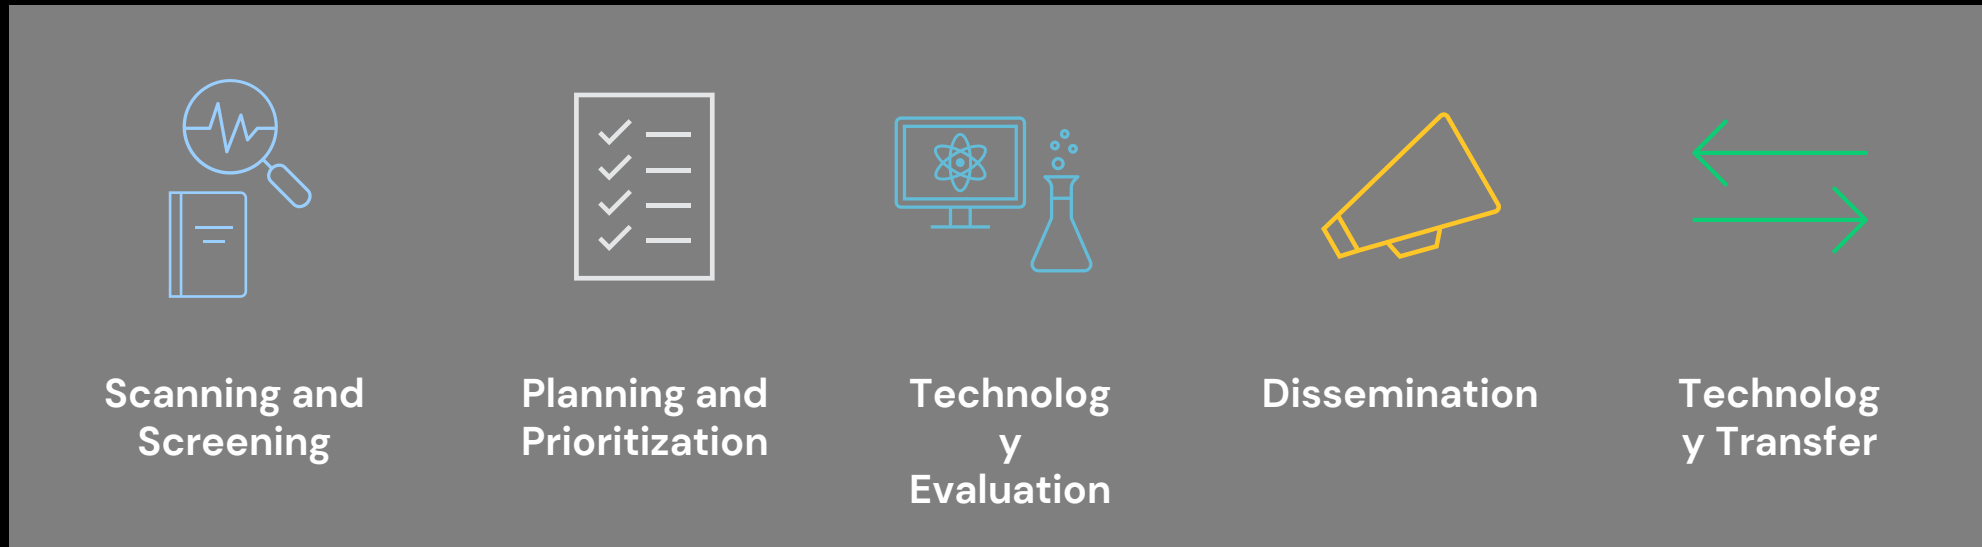 Scanning and
Screening
Planning and
Prioritization
Technolog
y
Evaluation
Dissemination
Technolog
y Transfer